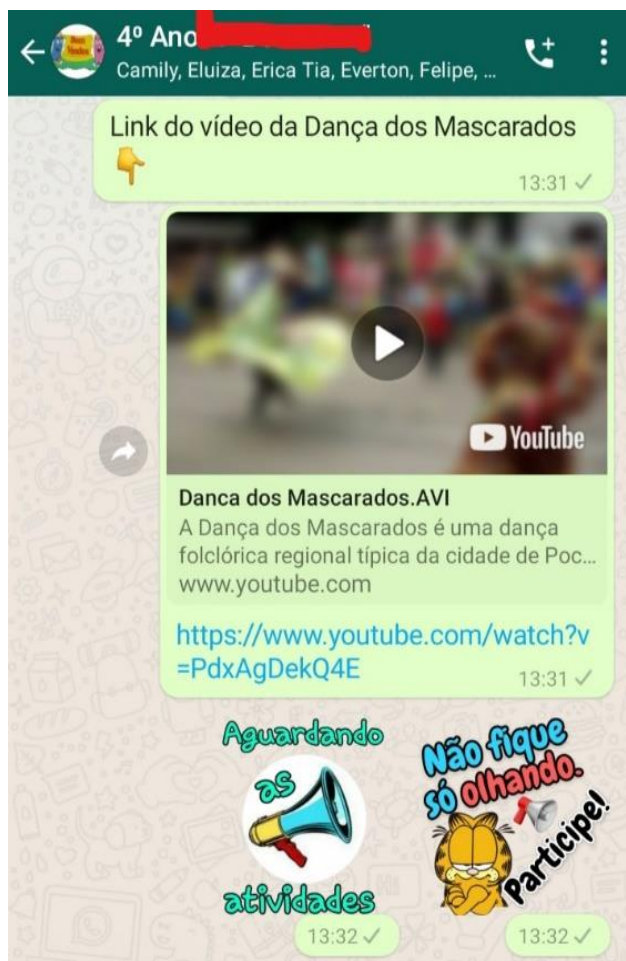 4º Ano
Camily, Eluiza, Erica Tia, Everton, Felipe, ...
Link do vídeo da Dança dos Mascarados
13:31
YouTube
Danca dos Mascarados.AVI
A Dança dos Mascarados é uma dança
folclórica regional típica da cidade de Poc...
www.youtube.com
https://www.youtube.com/watch?v
=PdxAgDekQ4E
13:31
Aguardando
as
atividades
13:32
Não fique
só olhando.
Participe!
13:32